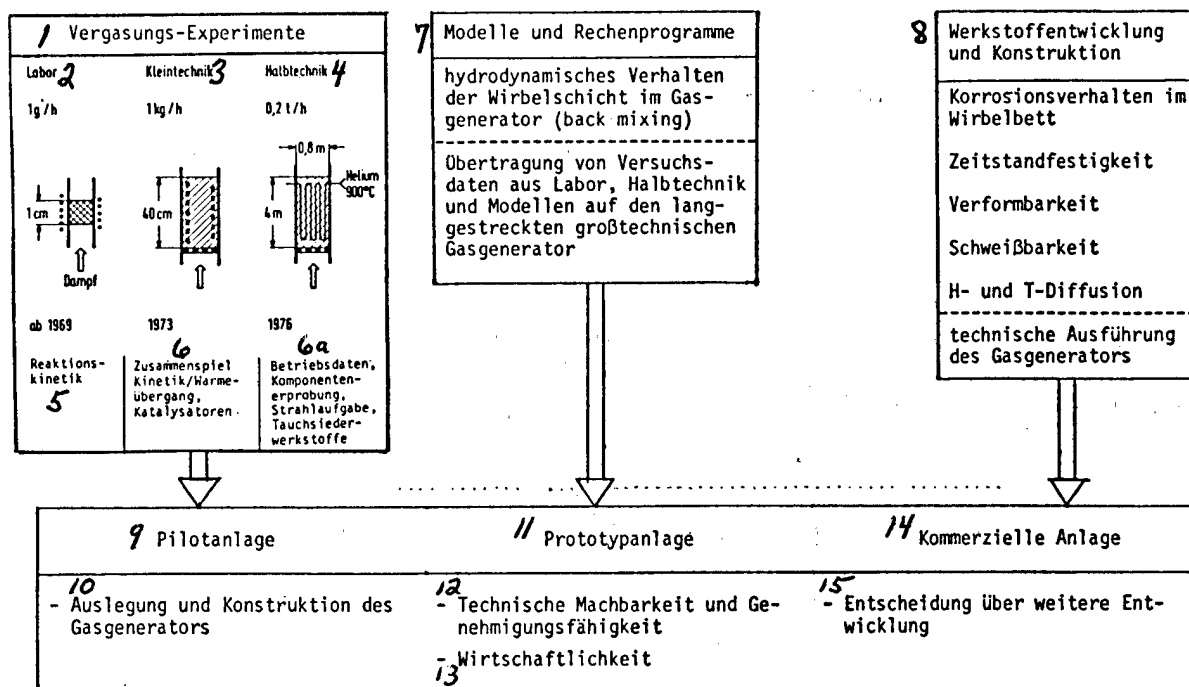 1 Vergasungs-Experimente
Labor 2 Kleintechnik 3 Halbtechnik 4
1g/h 1kg/h 0,2 t/h
0,8 m
Helium
900°C
1 cm 40cm 4m
Dampf
ab 1969 1973 1976
6 6a
Reaktions-
kinetik
5
Zusammenspiel
Kinetik/Wärme-
übergang,
Katalysatoren
Betriebsdaten,
Komponenten-
erprobung,
Strahlaufgabe,
Tauchsieder-
werkstoffe
7 Modelle und Rechenprogramme
hydrodynamisches Verhalten
der Wirbelschicht im Gas-
generator (back mixing)
Übertragung von Versuchs-
daten aus Labor, Halbtechnik
und Modellen auf den lang-
gestreckten großtechnischen
Gasgenerator
8 Werkstoffentwicklung
und Konstruktion
Korrosionsverhalten im
Wirbelbett
Zeitstandfestigkeit
Verformbarkeit
Schweißbarkeit
H- und T-Diffusion
technische Ausführung
des Gasgenerators
9 Pilotanlage
10
- Auslegung und Konstruktion des
Gasgenerators
11 Prototypanlage
12
- Technische Machbarkeit und Ge-
nehmigungsfähigkeit
- Wirtschaftlichkeit
13
14 Kommerzielle Anlage
15
- Entscheidung über weitere Ent-
wicklung